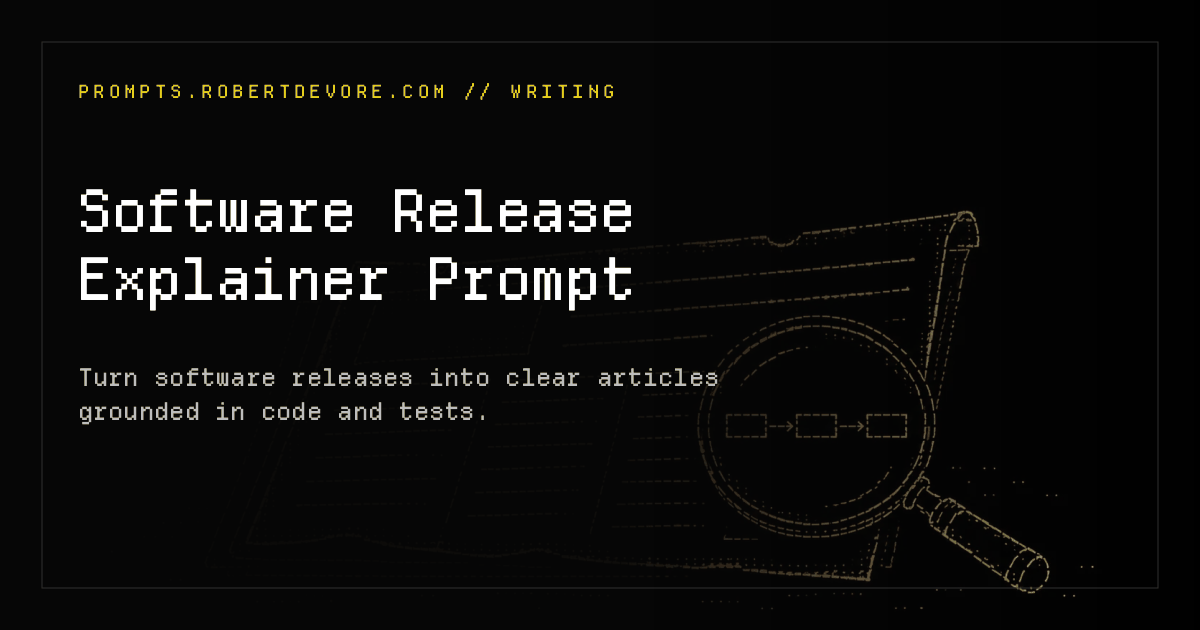 PROMPTS.ROBERTDEVORE.COM // WRITING
Software Release
Explainer Prompt
Turn software releases into clear articles
grounded in code and tests.